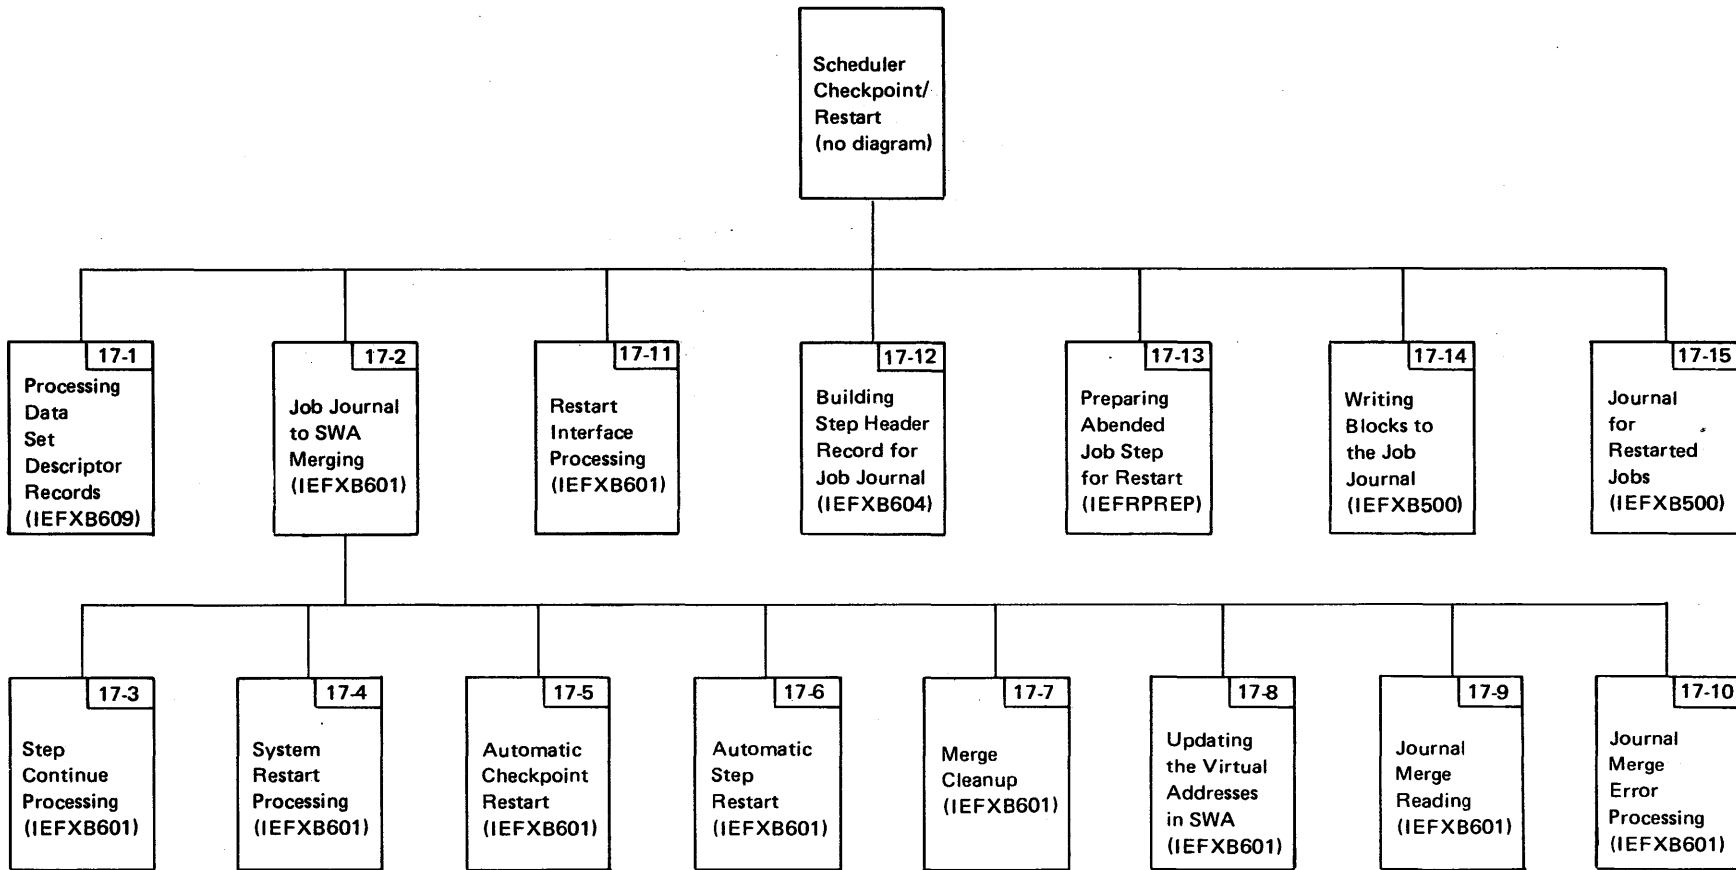 Scheduler
Checkpoint/
Restart
(no diagram)
17-1
Processing
Data
Set
Descriptor
Records
(IEFXB609)
17-2
Job Journal
to SWA
Merging
(IEFXB601)
17-11
Restart
Interface
Processing
(IEFXB601)
17-12
Building
Step Header
Record for
Job Journal
(IEFXB604)
17-13
Preparing
Abended
Job Step
for Restart
(IEFRPREP)
17-14
Writing
Blocks to
the Job
Journal
(IEFXB500)
17-15
Journal
for
Restarted
Jobs
(IEFXB500)
17-3
Step
Continue
Processing
(IEFXB601)
17-4
System
Restart
Processing
(IEFXB601)
17-5
Automatic
Checkpoint
Restart
(IEFXB601)
17-6
Automatic
Step
Restart
(IEFXB601)
17-7
Merge
Cleanup
(IEFXB601)
17-8
Updating
the Virtual
Addresses
in SWA
(IEFXB601)
17-9
Journal
Merge
Reading
(IEFXB601)
17-10
Journal
Merge
Error
Processing
(IEFXB601)